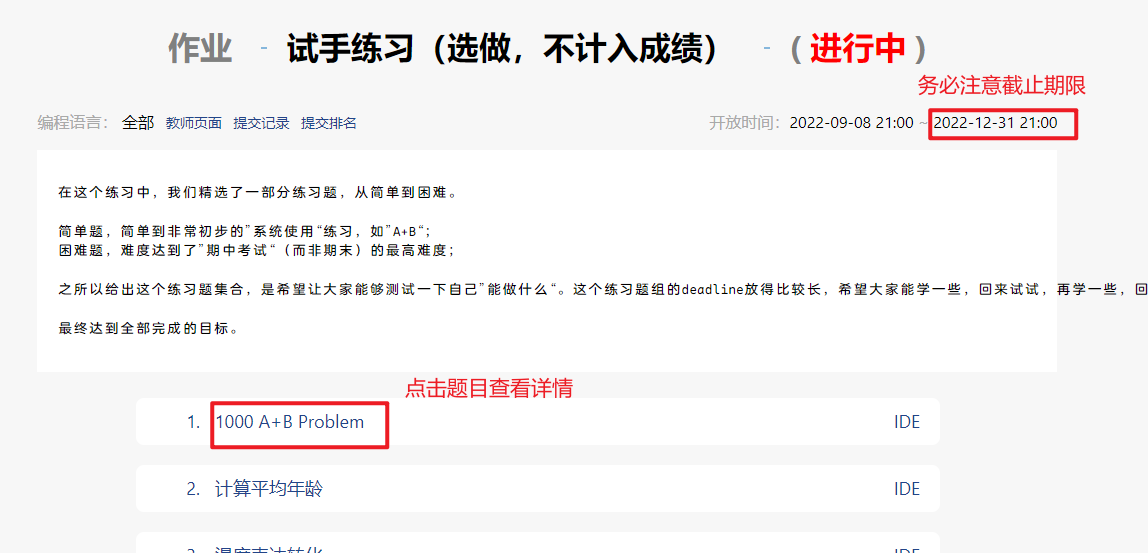 作业 - 试手练习（选做，不计入成绩） - ( 进行中 )
务必注意截止期限
编程语言： 全部 教师页面 提交记录 提交排名 开放时间：2022-09-08 21:00 ~ 2022-12-31 21:00
在这个练习中，我们精选了一部分练习题，从简单到困难。
简单题，简单到非常初步的”系统使用“练习，如”A+B“；
困难题，难度达到了”期中考试“（而非期末）的最高难度；
之所以给出这个练习题集合，是希望让大家能够测试一下自己”能做什么“。这个练习题组的deadline放得比较长，希望大家能学一些，回来试试，再学一些，回
最终达到全部完成的目标。
点击题目查看详情
1. 1000 A+B Problem IDE
2. 计算平均年龄 IDE
3. 温度表达转化 IDE